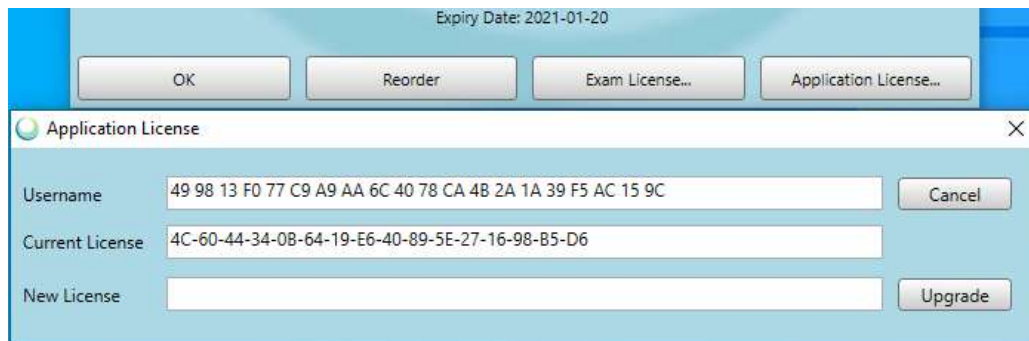 Expiry Date: 2021-01-20
OK Reorder Exam License... Application License...
Application License
Username 49 98 13 F0 77 C9 A9 AA 6C 40 78 CA 4B 2A 1A 39 F5 AC 15 9C Cancel
Current License 4C-60-44-34-0B-64-19-E6-40-89-5E-27-16-98-B5-D6
New License Upgrade